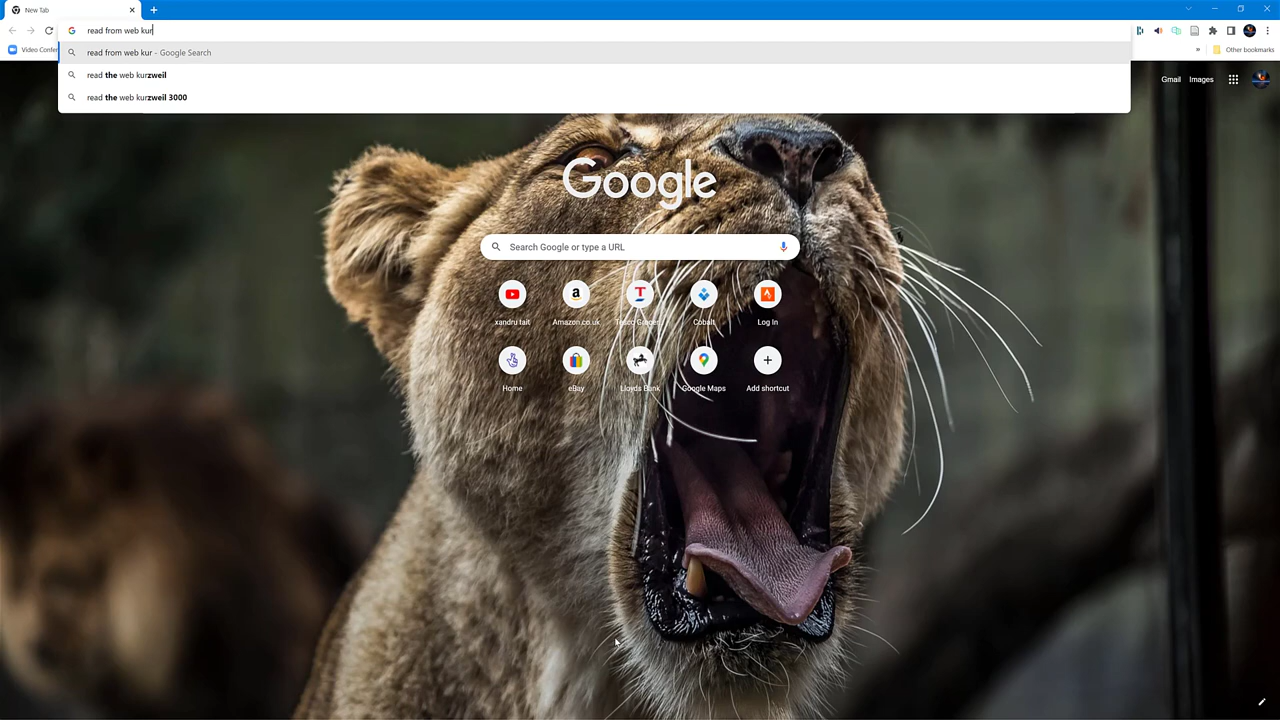 New Tab
read from web kur
Video Confer
Other bookmarks
read from web kur - Google Search
read the web kurzweil
read the web kurzweil 3000
Gmail
Images
Google
Search Google or type a URL
xandru tait
Amazon.co.uk
Cobalt
Log In
Home
eBay
Lloyds Bank
Google Maps
Add shortcut